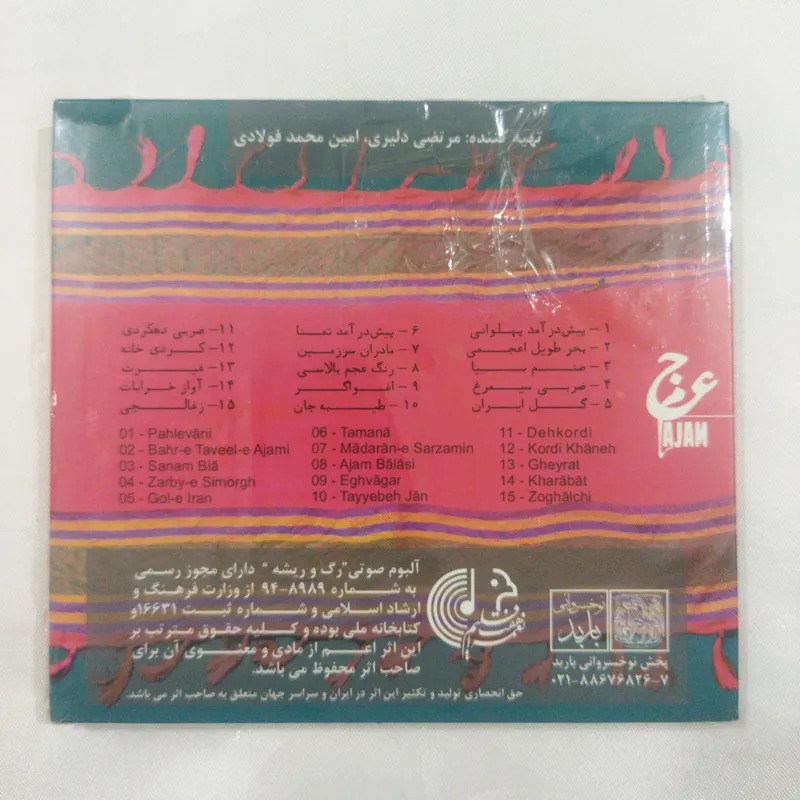 تهیه کننده: مرتضی دلیری، امین محمد فولادی
۱- پیش‌درآمد پهلوانی
۲- بحر طویل اعجمی
۳- صنم بیا
۴- ضربی سیمرغ
۵- گل ایران
۶- پیش‌درآمد تمنا
۷- مادران سرزمین
۸- رنگ عجم بالاسی
۹- اغواگر
۱۰- طیبه جان
۱۱- ضربی دهکردی
۱۲- کردی خانه
۱۳- غیرت
۱۴- آواز خرابات
۱۵- زغالچی
عجم
AJAM
01 - Pahlevāni
02 - Bahr-e Taveel-e Ajami
03 - Sanam Biā
04 - Zarby-e Simorgh
05 - Gol-e Iran
06 - Tamanā
07 - Mādarān-e Sarzamin
08 - Ajam Bālāsi
09 - Eghvāgar
10 - Tayyebeh Jān
11 - Dehkordi
12 - Kordi Khāneh
13 - Gheyrat
14 - Kharābāt
15 - Zoghālchi
آلبوم صوتی "رگ و ریشه" دارای مجوز رسمی
به شماره ۸۹۸۹-۹۴ از وزارت فرهنگ و
ارشاد اسلامی و شماره ثبت ۱۶۶۳۱و
کتابخانه ملی بوده و کلیه حقوق مترتب بر
این اثر اعم از مادی و معنوی آن برای
صاحب اثر محفوظ می باشد.
حق انحصاری تولید و تکثیر این اثر در ایران و سراسر جهان متعلق به صاحب اثر می باشد.
نوخسروانی
باربد
پخش نوخسروانی باربد
۰۲۱-۸۸۶۷۶۸۲۶-۷